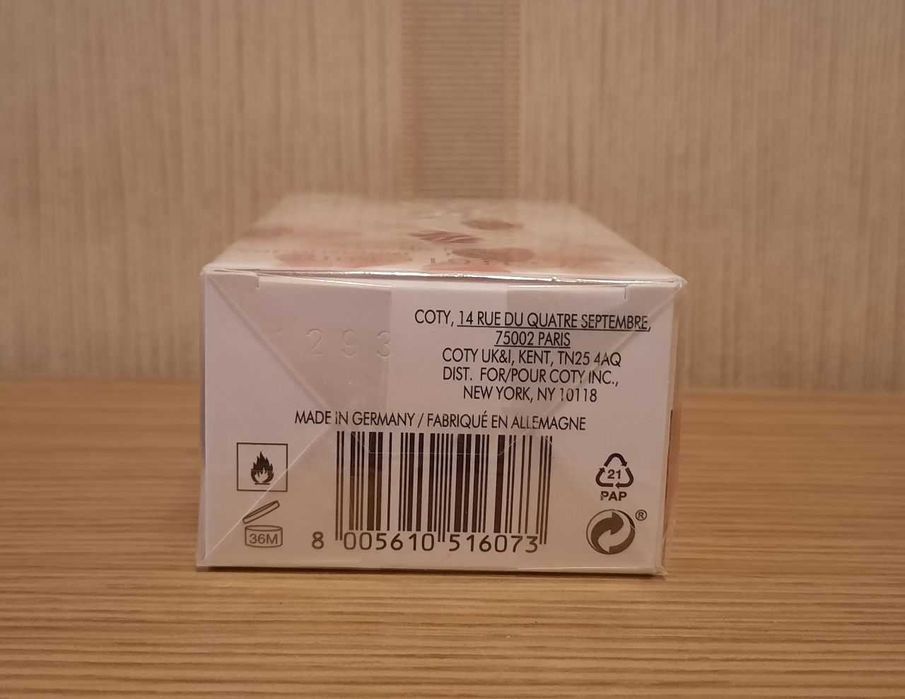 COTY, 14 RUE DU QUATRE SEPTEMBRE,
75002 PARIS
COTY UK&I, KENT, TN25 4AQ
DIST. FOR/POUR COTY INC.,
NEW YORK, NY 10118
MADE IN GERMANY / FABRIQUÉ EN ALLEMAGNE
21
PAP
®
36M
8 005610 516073